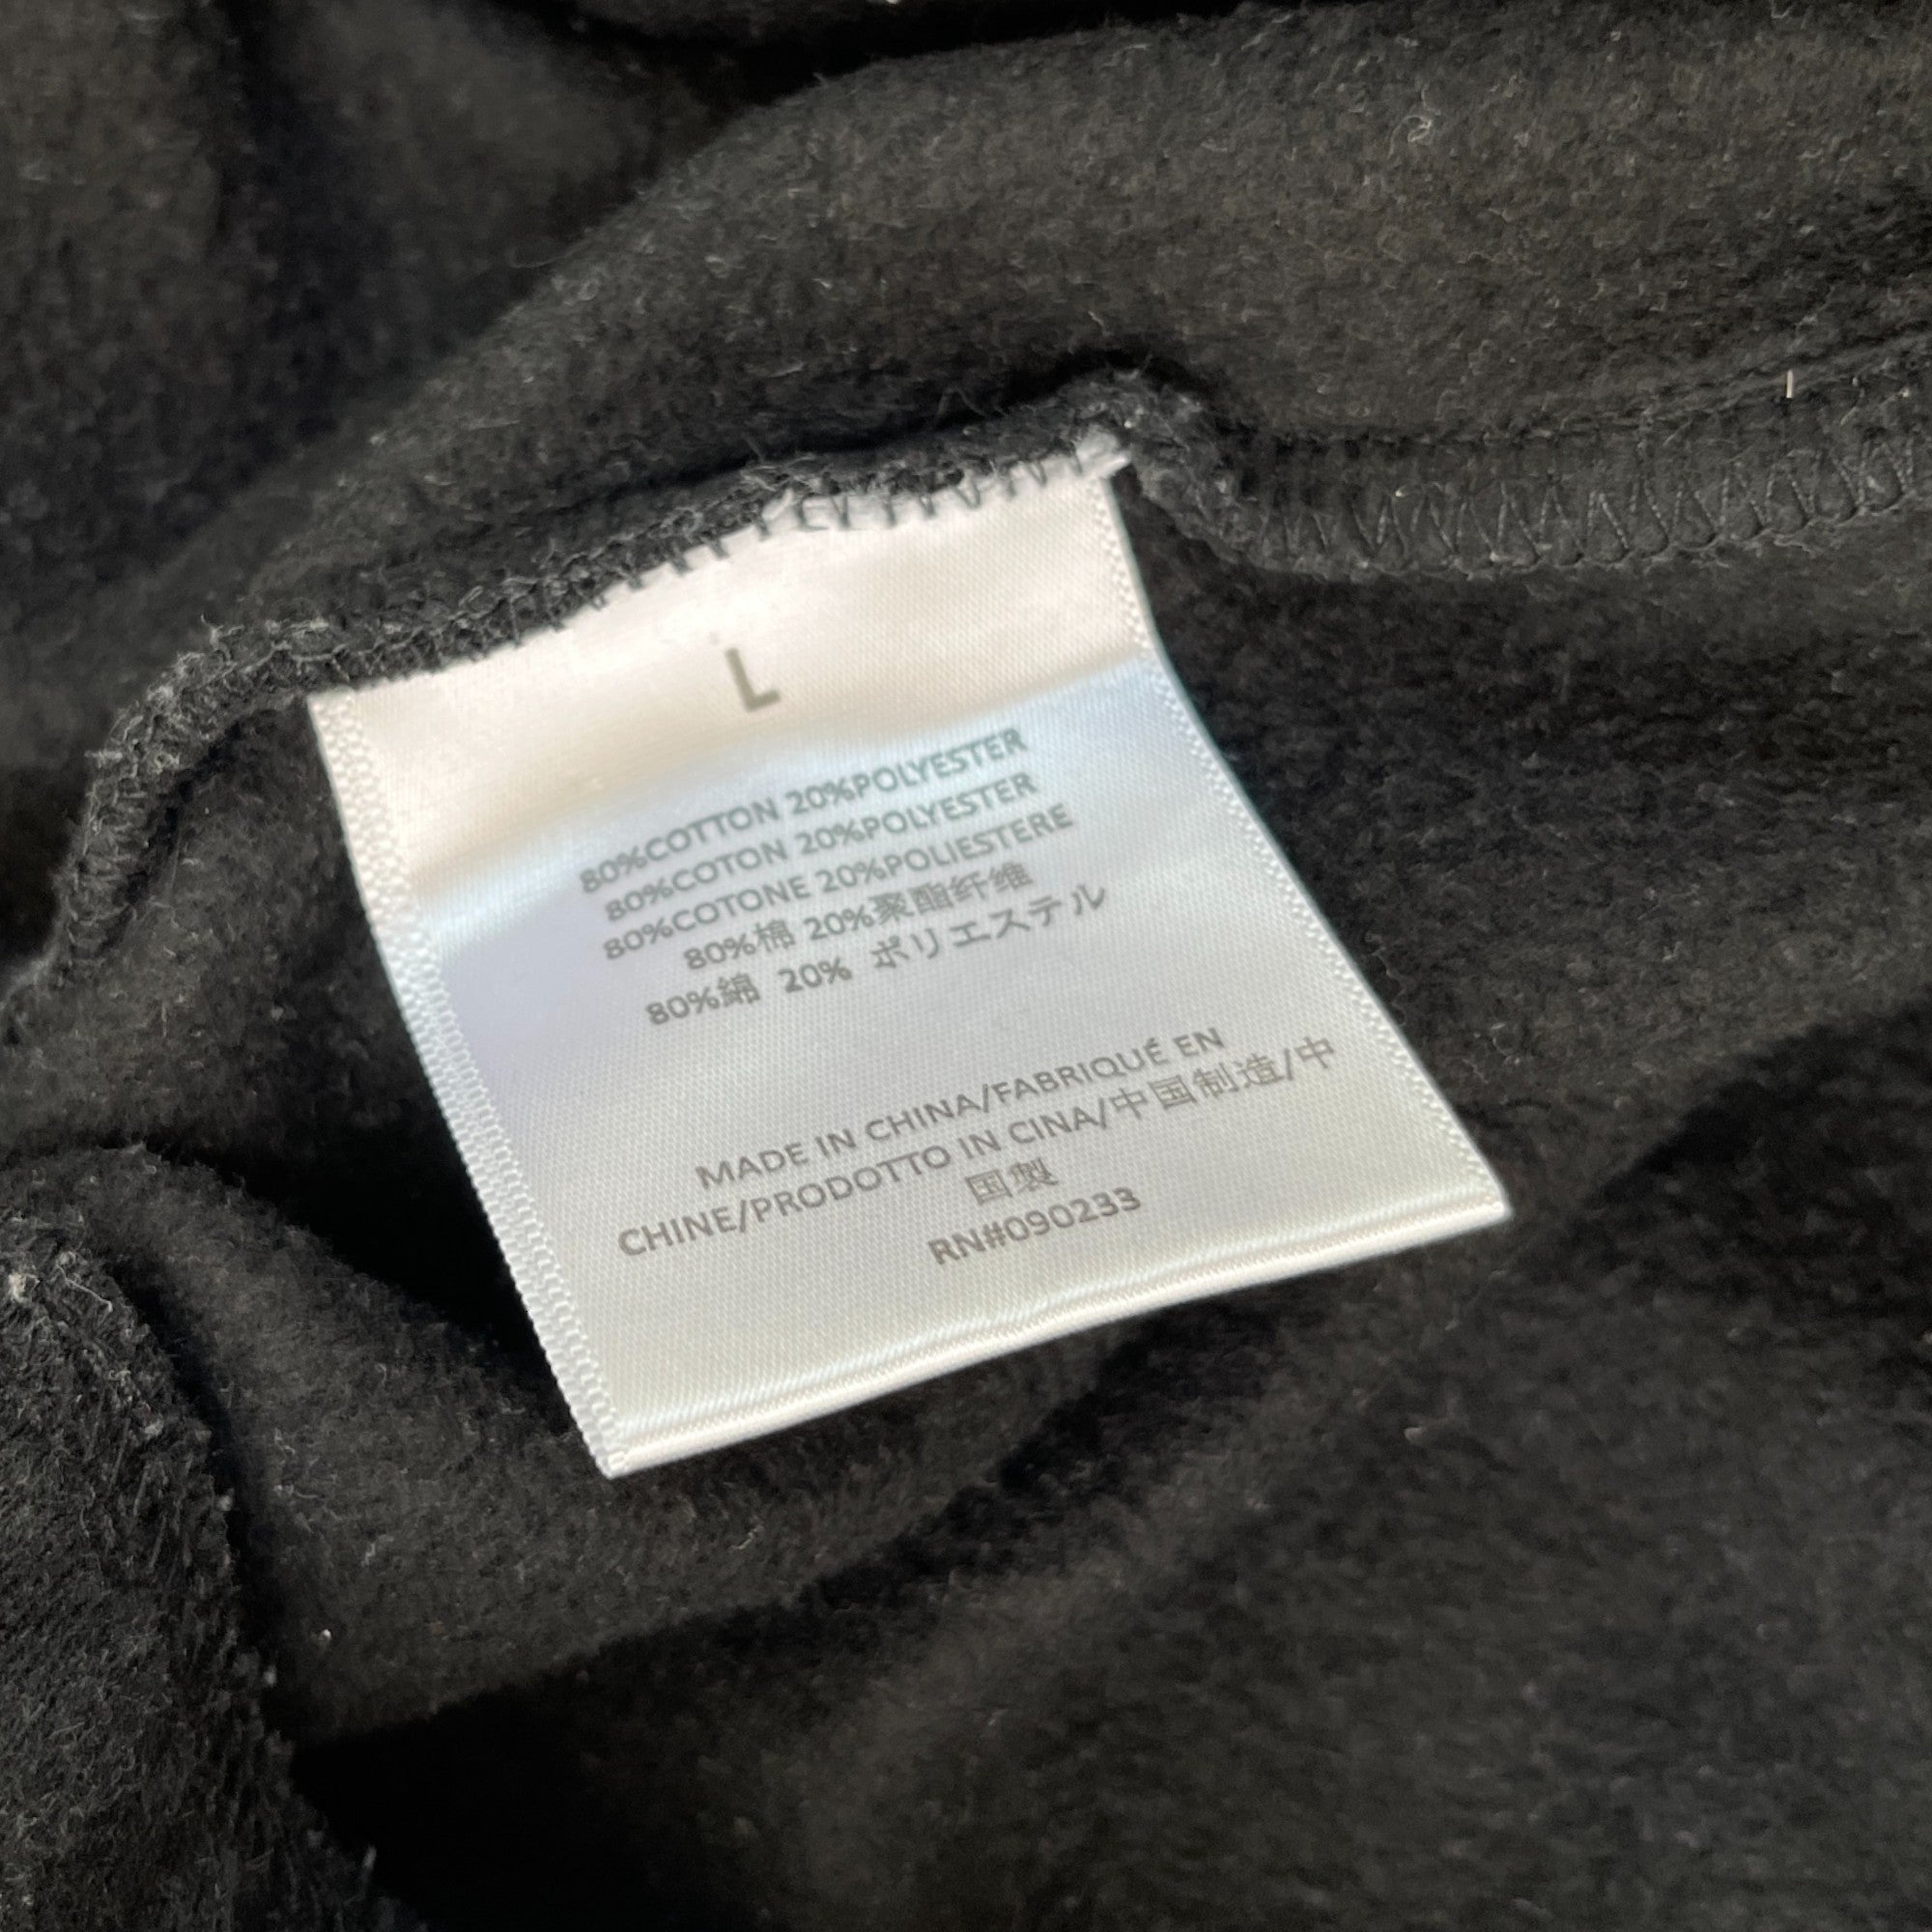 L
80%COTTON 20%POLYESTER
80%COTON 20%POLYESTER
80%COTONE 20%POLIESTERE
80%棉 20%聚酯纤维
80%綿 20% ポリエステル
MADE IN CHINA/FABRIQUÉ EN
CHINE/PRODOTTO IN CINA/中国制造/中
国製
RN#090233